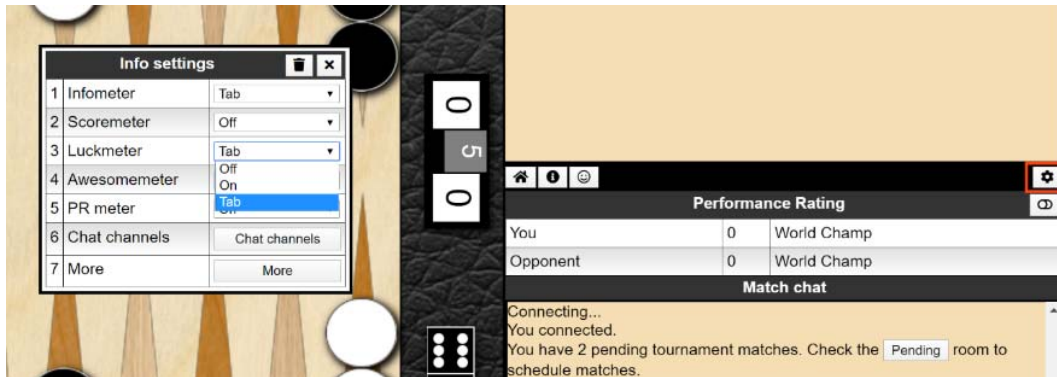 Info settings
1 Infometer Tab
2 Scoremeter Off
3 Luckmeter Tab
Off
On
Tab
4 Awesomemeter
5 PR meter
6 Chat channels Chat channels
7 More More
0
5
0
Performance Rating
You 0 World Champ
Opponent 0 World Champ
Match chat
Connecting...
You connected.
You have 2 pending tournament matches. Check the Pending room to
schedule matches.